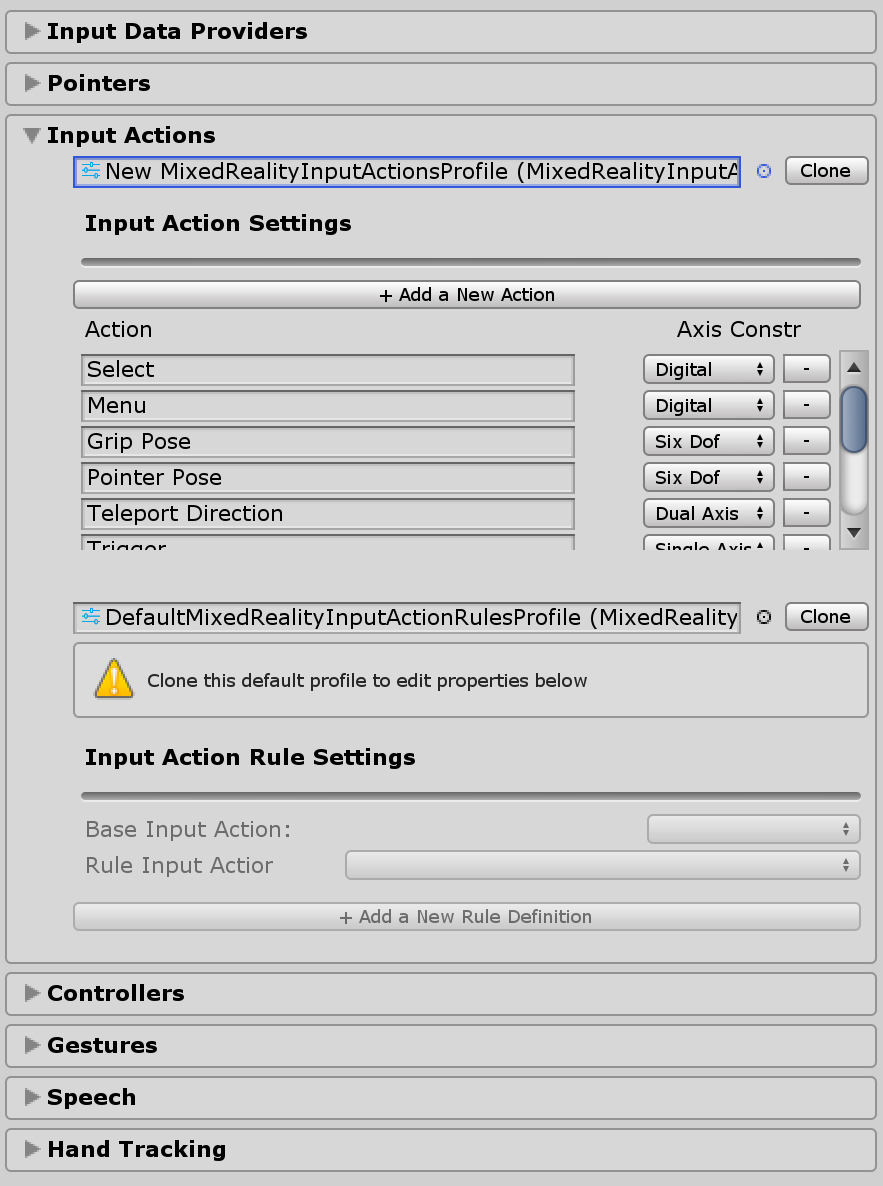 Input Data Providers
Pointers
Input Actions
New MixedRealityInputActionsProfile (MixedRealityInputA
Clone
Input Action Settings
+ Add a New Action
Action Axis Constr
Select Digital -
Menu Digital -
Grip Pose Six Dof -
Pointer Pose Six Dof -
Teleport Direction Dual Axis -
Trigger Single Axis -
DefaultMixedRealityInputActionRulesProfile (MixedReality
Clone
Clone this default profile to edit properties below
Input Action Rule Settings
Base Input Action:
Rule Input Actior
+ Add a New Rule Definition
Controllers
Gestures
Speech
Hand Tracking